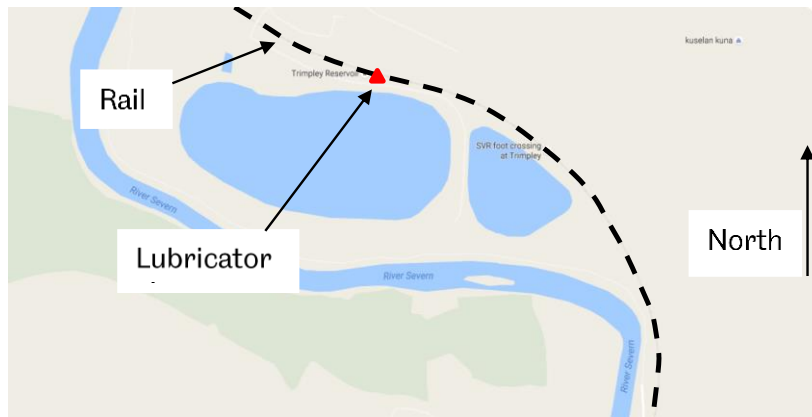 kuselan kuna
Trimpley Reservoir
Rail
SVR foot crossing
at Trimpley
River Severn
North
Lubricator
River Severn
River Severn